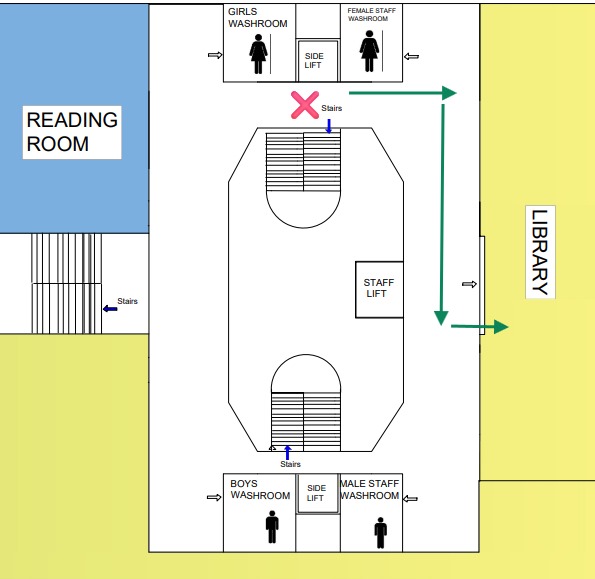 GIRLS
WASHROOM
FEMALE STAFF
WASHROOM
SIDE
LIFT
Stairs
READING
ROOM
LIBRARY
STAFF
LIFT
Stairs
Stairs
BOYS
WASHROOM
SIDE
LIFT
MALE STAFF
WASHROOM